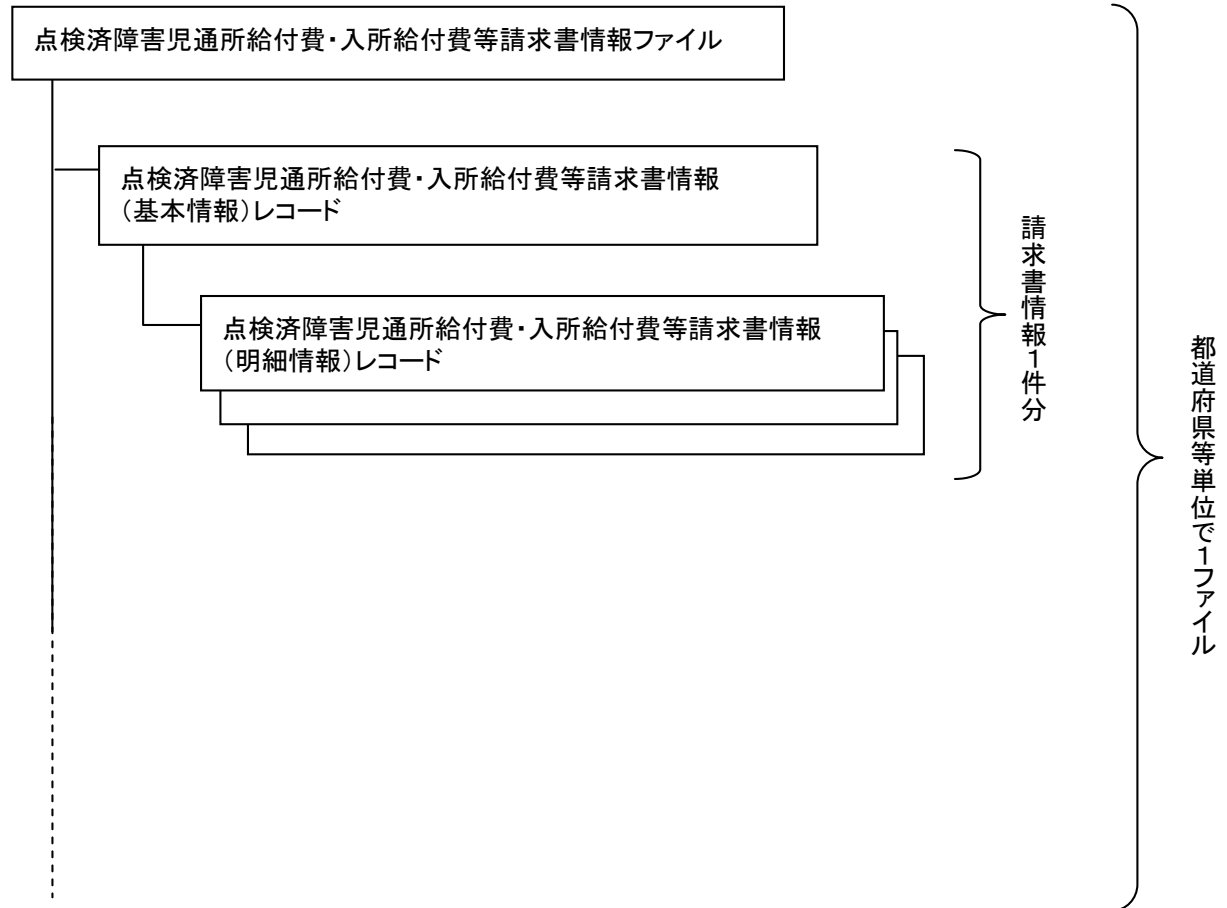 点検済障害児通所給付費・入所給付費等請求書情報ファイル
点検済障害児通所給付費・入所給付費等請求書情報
(基本情報)レコード
点検済障害児通所給付費・入所給付費等請求書情報
(明細情報)レコード
請求書情報1件分
都道府県等単位で1ファイル